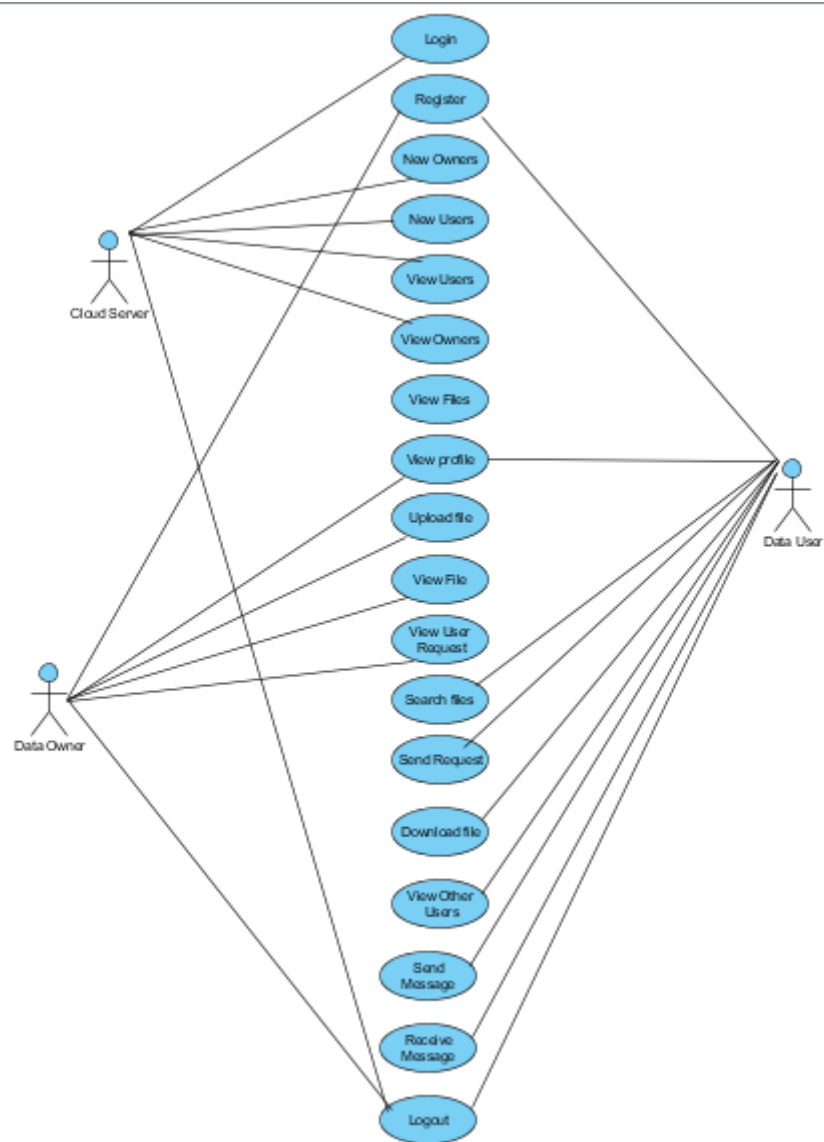 Login
Register
New Owners
New Users
View Users
Cloud Server
View Owners
View Files
View profile
Upload file
Data User
View File
View User
Request
Search files
Data Owner
Send Request
Download file
View Other
Users
Send
Message
Receive
Message
Logout